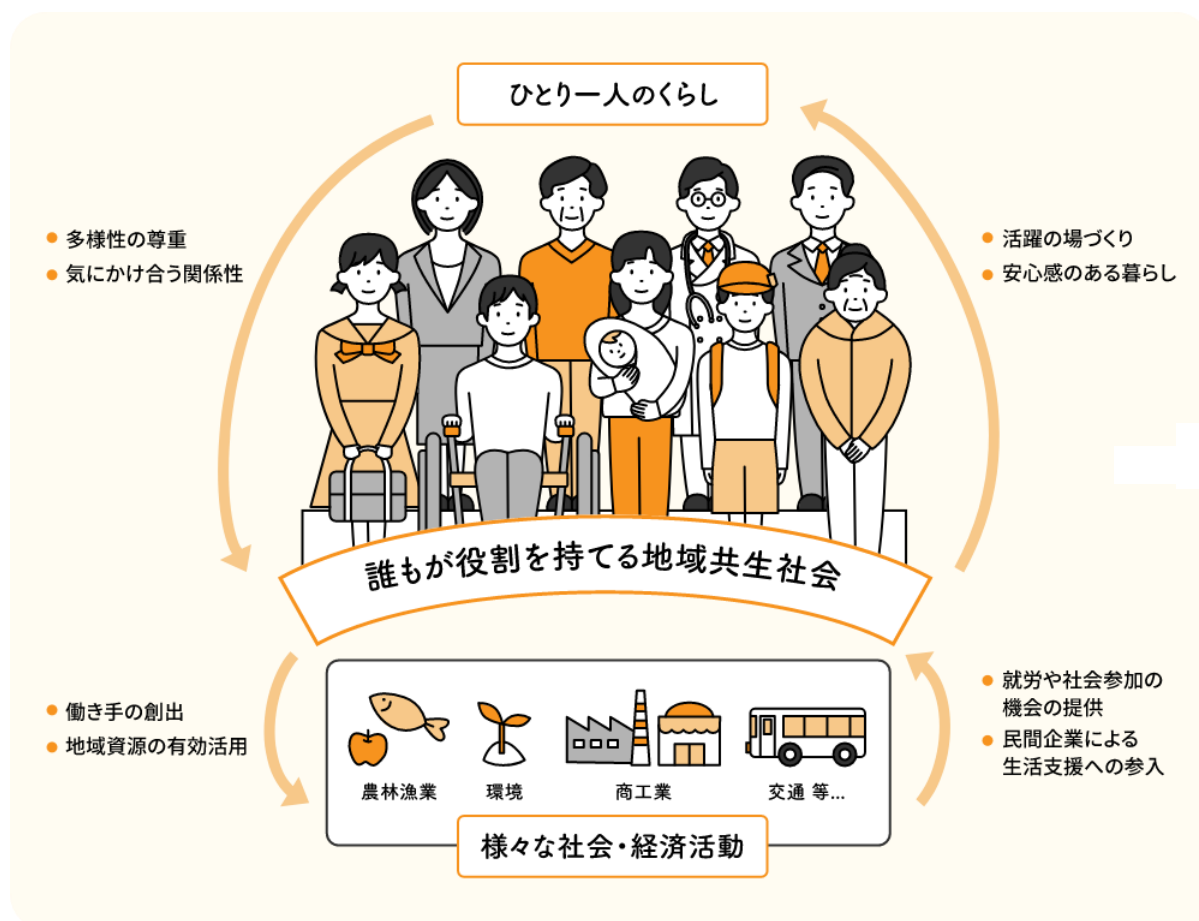 ひとり一人のくらし
● 多様性の尊重
● 気にかけ合う関係性
● 活躍の場づくり
● 安心感のある暮らし
誰もが役割を持てる地域共生社会
● 働き手の創出
● 地域資源の有効活用
● 就労や社会参加の
機会の提供
● 民間企業による
生活支援への参入
農林漁業
環境
商工業
交通 等...
様々な社会・経済活動